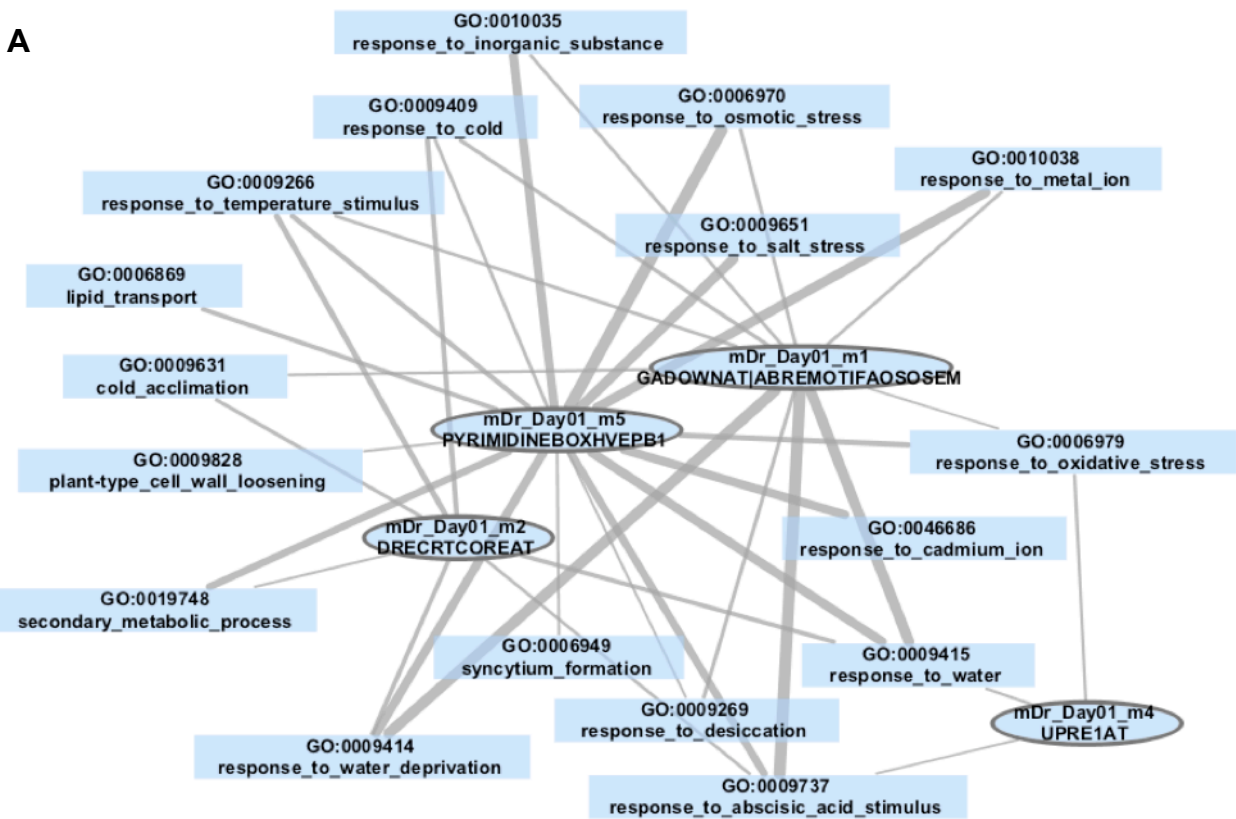 A
GO:0010035
response_to_inorganic_substance
GO:0009409
response_to_cold
GO:0006970
response_to_osmotic_stress
GO:0010038
response_to_metal_ion
GO:0009266
response_to_temperature_stimulus
GO:0009651
response_to_salt_stress
GO:0006869
lipid_transport
GO:0009631
cold_acclimation
mDr_Day01_m1
GADOWNAT|ABREMOTIFAOSOSEM
mDr_Day01_m5
PYRIMIDINEBOXHVEPB1
GO:0006979
response_to_oxidative_stress
GO:0009828
plant-type_cell_wall_loosening
mDr_Day01_m2
DRECRTCOREAT
GO:0046686
response_to_cadmium_ion
GO:0019748
secondary_metabolic_process
GO:0006949
syncytium_formation
GO:0009415
response_to_water
GO:0009269
response_to_desiccation
mDr_Day01_m4
UPRE1AT
GO:0009414
response_to_water_deprivation
GO:0009737
response_to_abscisic_acid_stimulus